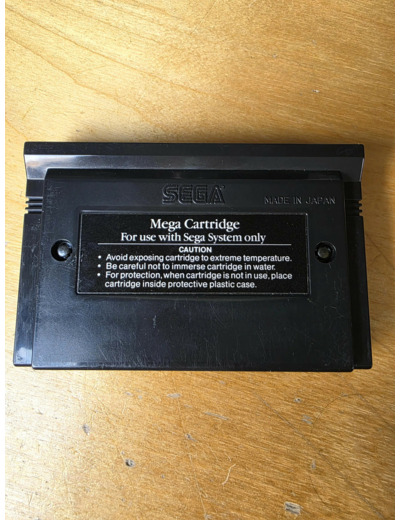 SEGA
MADE IN JAPAN
Mega Cartridge
For use with Sega System only
CAUTION
• Avoid exposing cartridge to extreme temperature.
• Be careful not to immerse cartridge in water.
• For protection, when cartridge is not in use, place
cartridge inside protective plastic case.